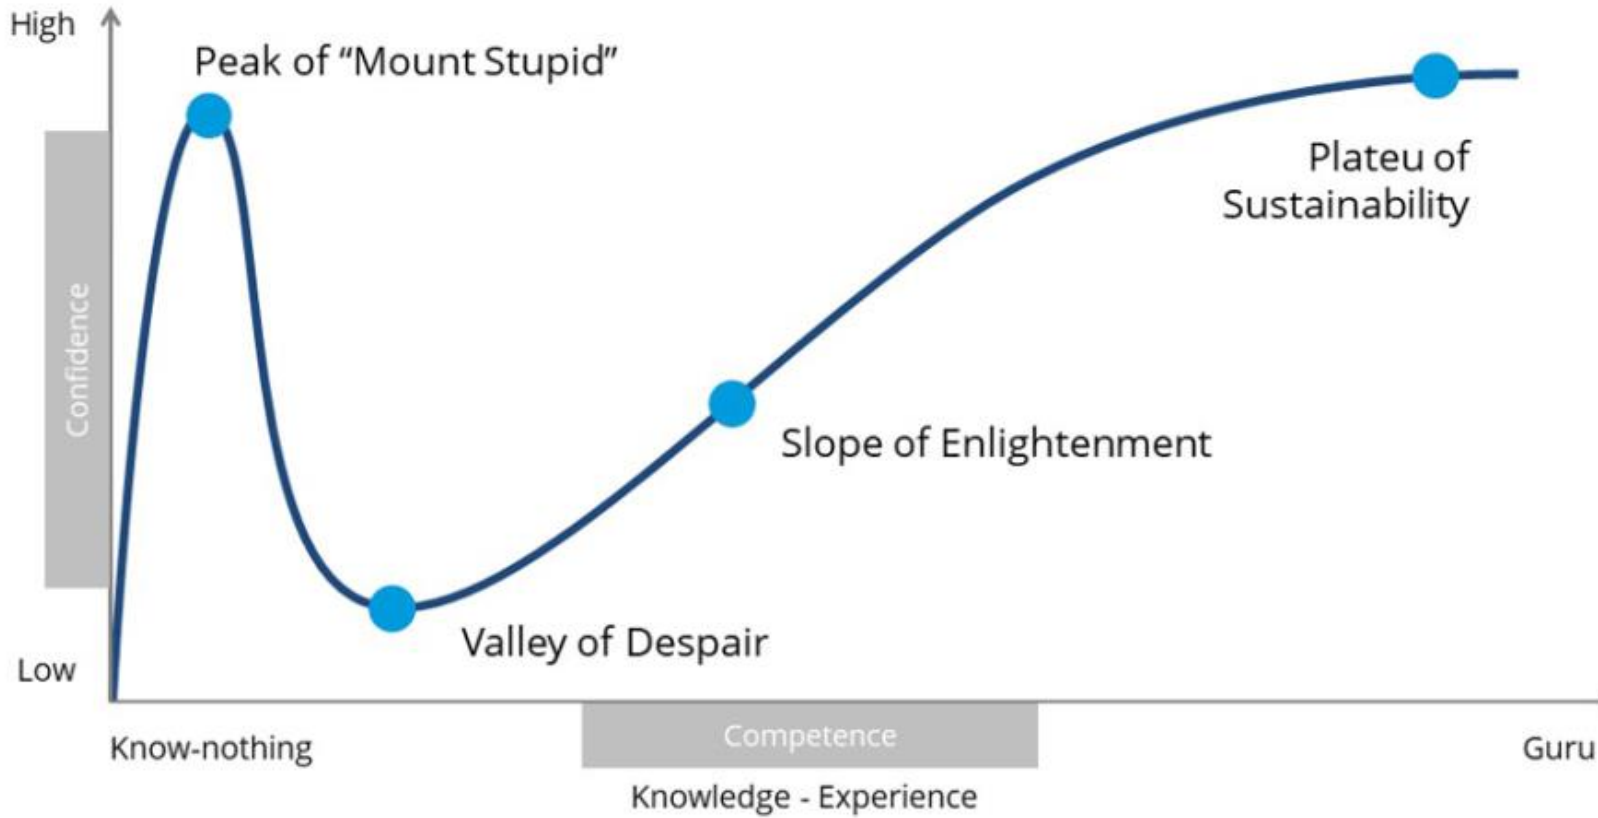 High
Peak of “Mount Stupid”
Plateu of
Sustainability
Confidence
Slope of Enlightenment
Valley of Despair
Low
Know-nothing
Competence
Guru
Knowledge - Experience